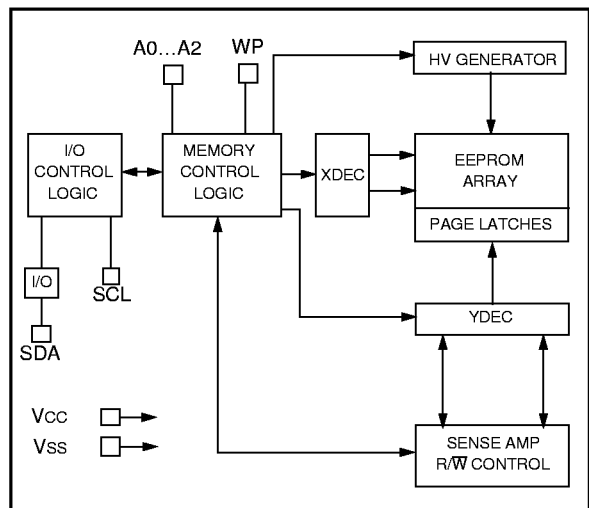 A0...A2
WP
HV GENERATOR
I/O
CONTROL
LOGIC
MEMORY
CONTROL
LOGIC
XDEC
EEPROM
ARRAY
PAGE LATCHES
I/O
SCL
SDA
YDEC
VCC
VSS
SENSE AMP
R/W̅ CONTROL